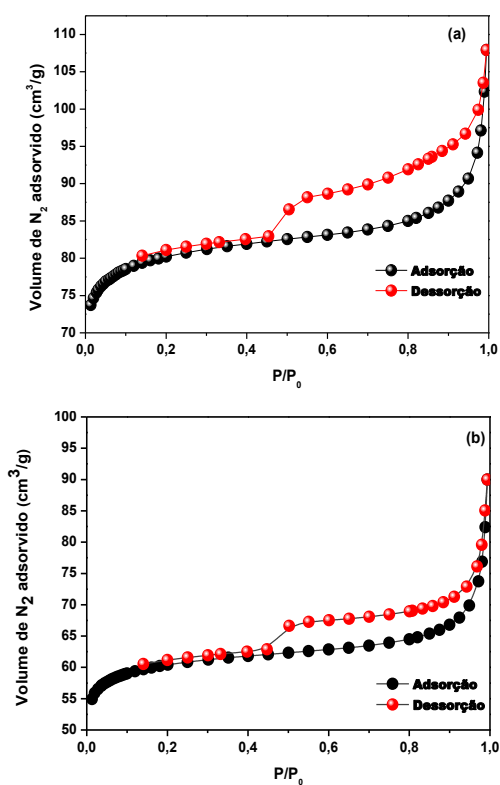 (a)
110
105
100
95
90
85
80
75
70
Volume de N2 adsorvido (cm3/g)
Adsorção
Dessorção
0,0 0,2 0,4 0,6 0,8 1,0
P/P0
(b)
100
95
90
85
80
75
70
65
60
55
50
Volume de N2 adsorvido (cm3/g)
Adsorção
Dessorção
0,0 0,2 0,4 0,6 0,8 1,0
P/P0